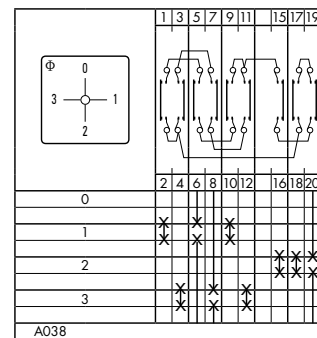 1 3 5 7 9 11 15 17 19
Φ 0
3 1
2
2 4 6 8 10 12 16 18 20
0
1 X X X
X X X
2 X X X
X X X
3 X X X
X X X
A038